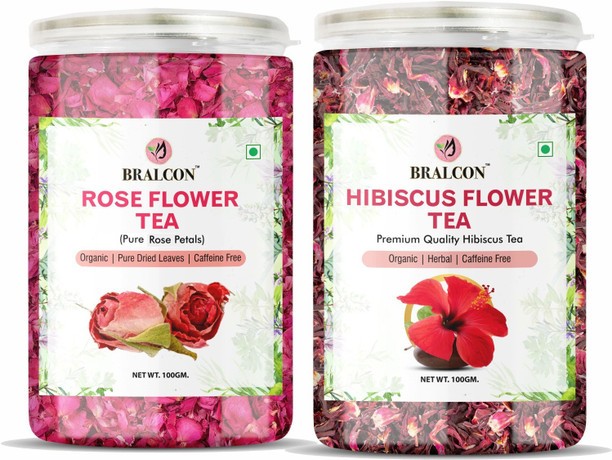 BRALCON™
ROSE FLOWER
TEA
(Pure Rose Petals)
Organic | Pure Dried Leaves | Caffeine Free
NET WT. 100GM.
BRALCON™
HIBISCUS FLOWER
TEA
Premium Quality Hibiscus Tea
Organic | Herbal | Caffeine Free
NET WT. 100GM.